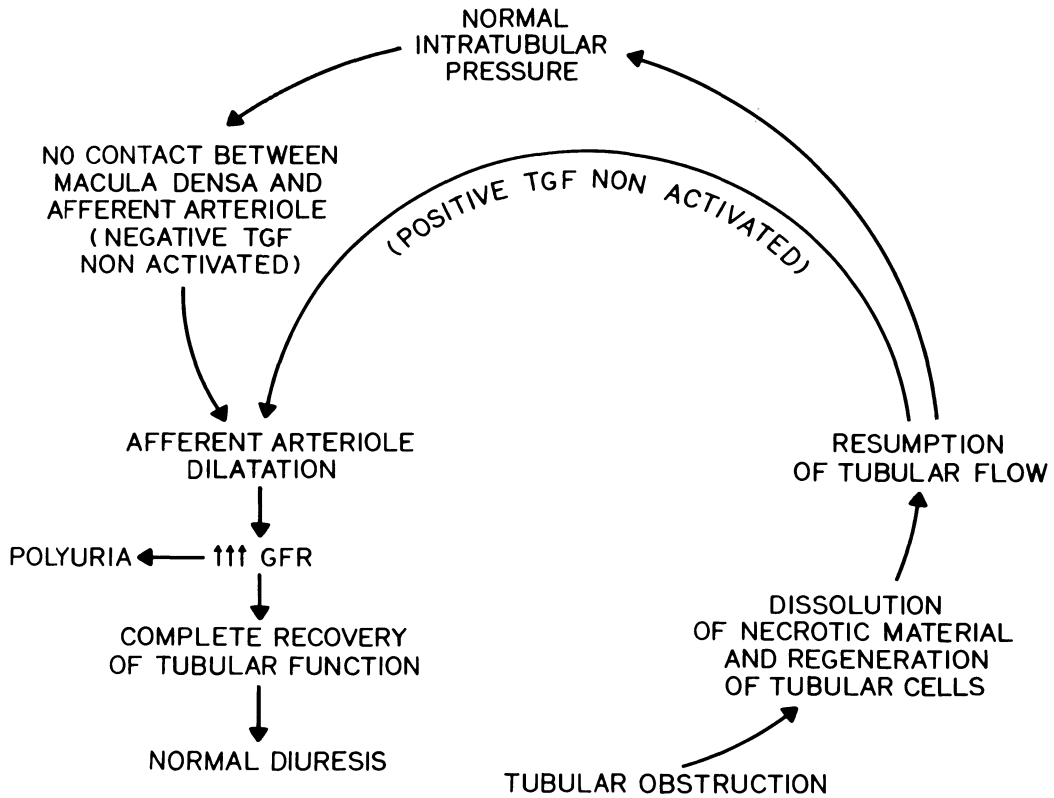 NORMAL
INTRATUBULAR
PRESSURE
NO CONTACT BETWEEN
MACULA DENSA AND
AFFERENT ARTERIOLE
(NEGATIVE TGF
NON ACTIVATED)
(POSITIVE TGF NON ACTIVATED)
AFFERENT ARTERIOLE
DILATATION
POLYURIA ↑↑↑ GFR
COMPLETE RECOVERY
OF TUBULAR FUNCTION
NORMAL DIURESIS
RESUMPTION
OF TUBULAR FLOW
DISSOLUTION
OF NECROTIC MATERIAL
AND REGENERATION
OF TUBULAR CELLS
TUBULAR OBSTRUCTION